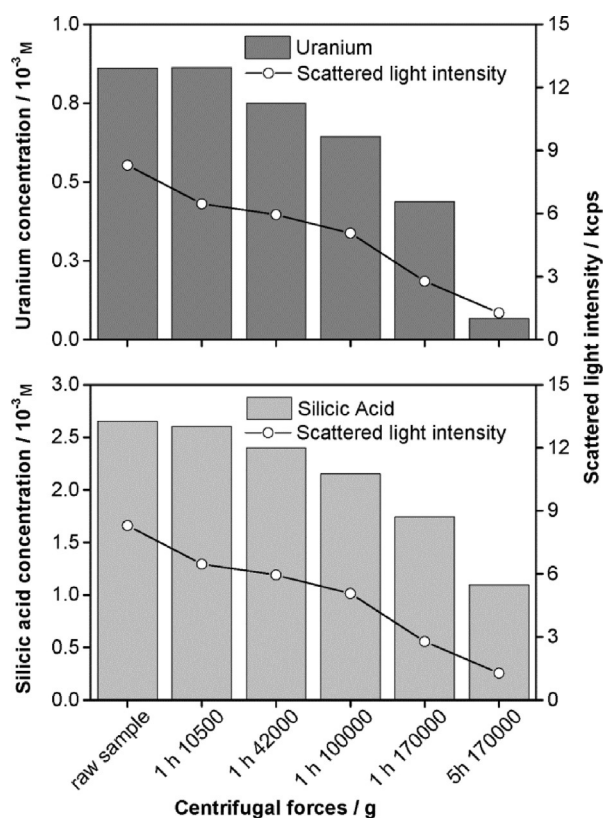 Uranium concentration / 10⁻³M
1.0
0.8
0.5
0.3
0.0
Uranium
Scattered light intensity
15
12
9
6
3
0
Scattered light intensity / kcps
Silicic acid concentration / 10⁻³M
3.0
2.5
2.0
1.5
1.0
0.5
0.0
Silicic Acid
Scattered light intensity
15
12
9
6
3
0
raw sample
1 h 10500
1 h 42000
1 h 100000
1 h 170000
5h 170000
Centrifugal forces / g